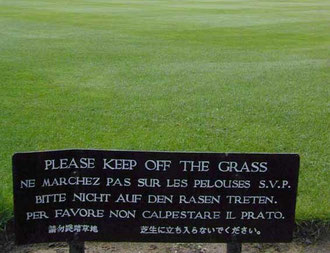 PLEASE KEEP OFF THE GRASS
NE MARCHEZ PAS SUR LES PELOUSES S.V.P.
BITTE NICHT AUF DEN RASEN TRETEN.
PER FAVORE NON CALPESTARE IL PRATO.
請勿踐踏草地 芝生に立ち入らないでください。